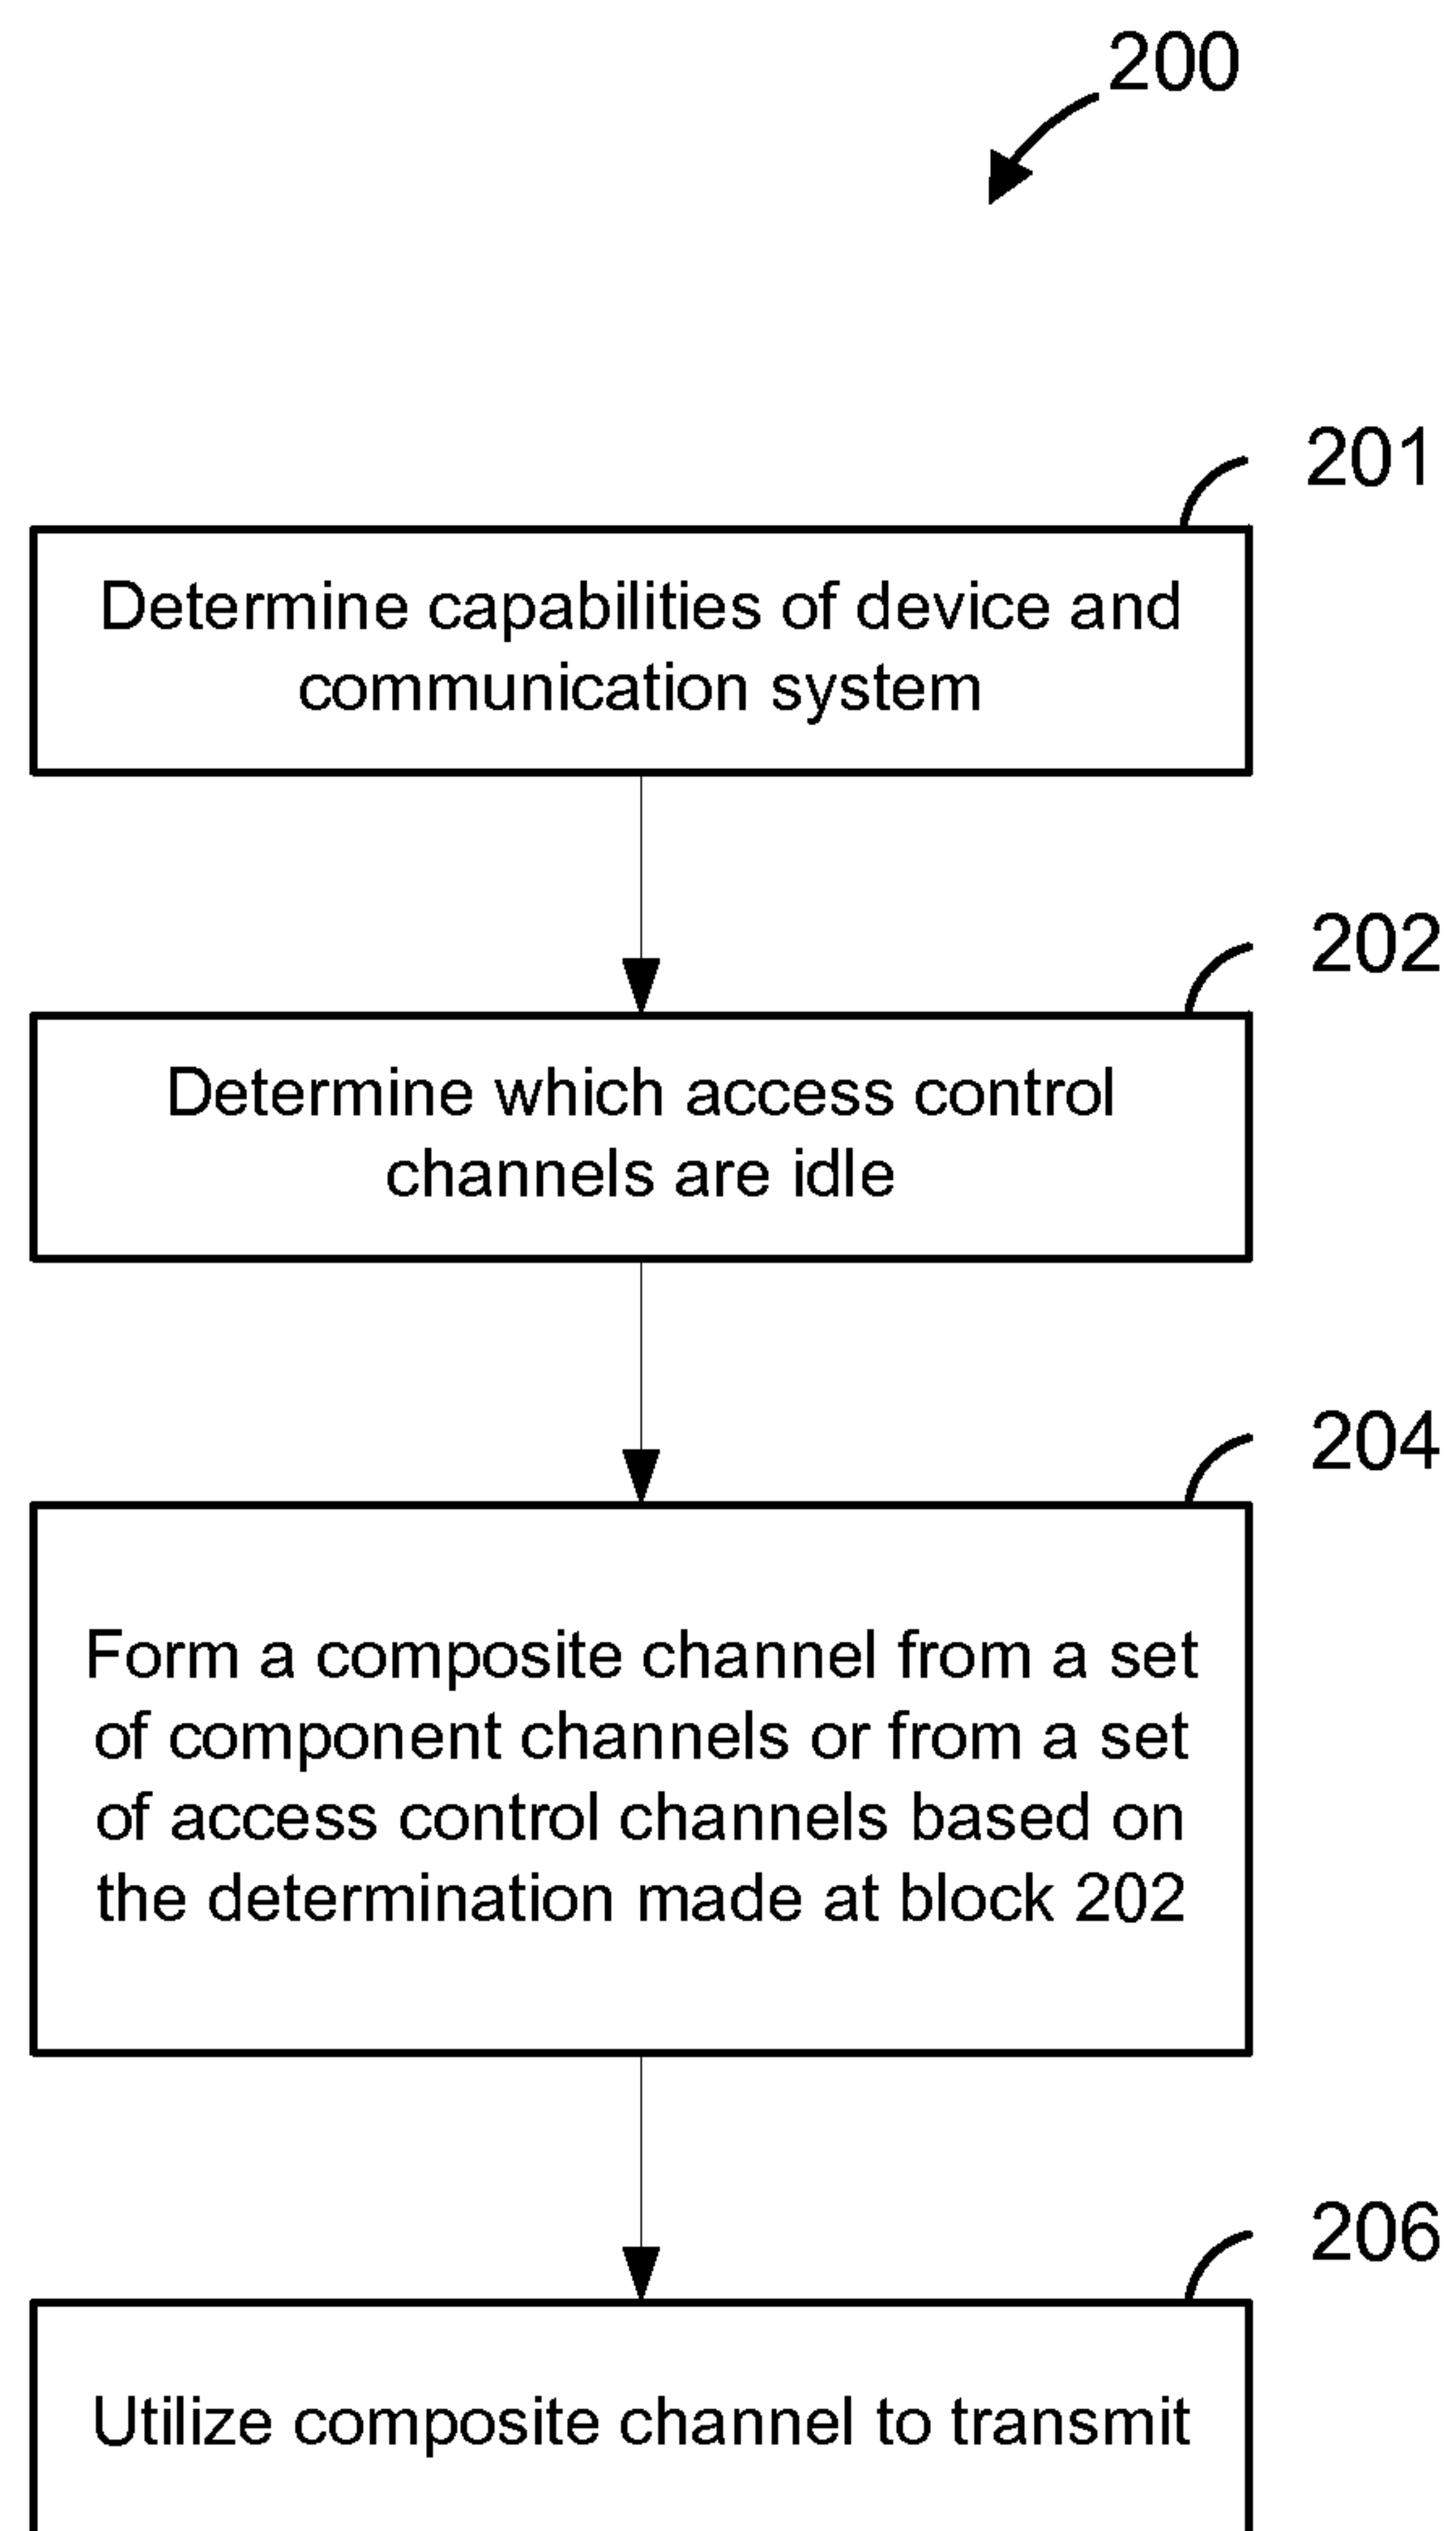 200
201
Determine capabilities of device and
communication system
202
Determine which access control
channels are idle
204
Form a composite channel from a set
of component channels or from a set
of access control channels based on
the determination made at block 202
206
Utilize composite channel to transmit